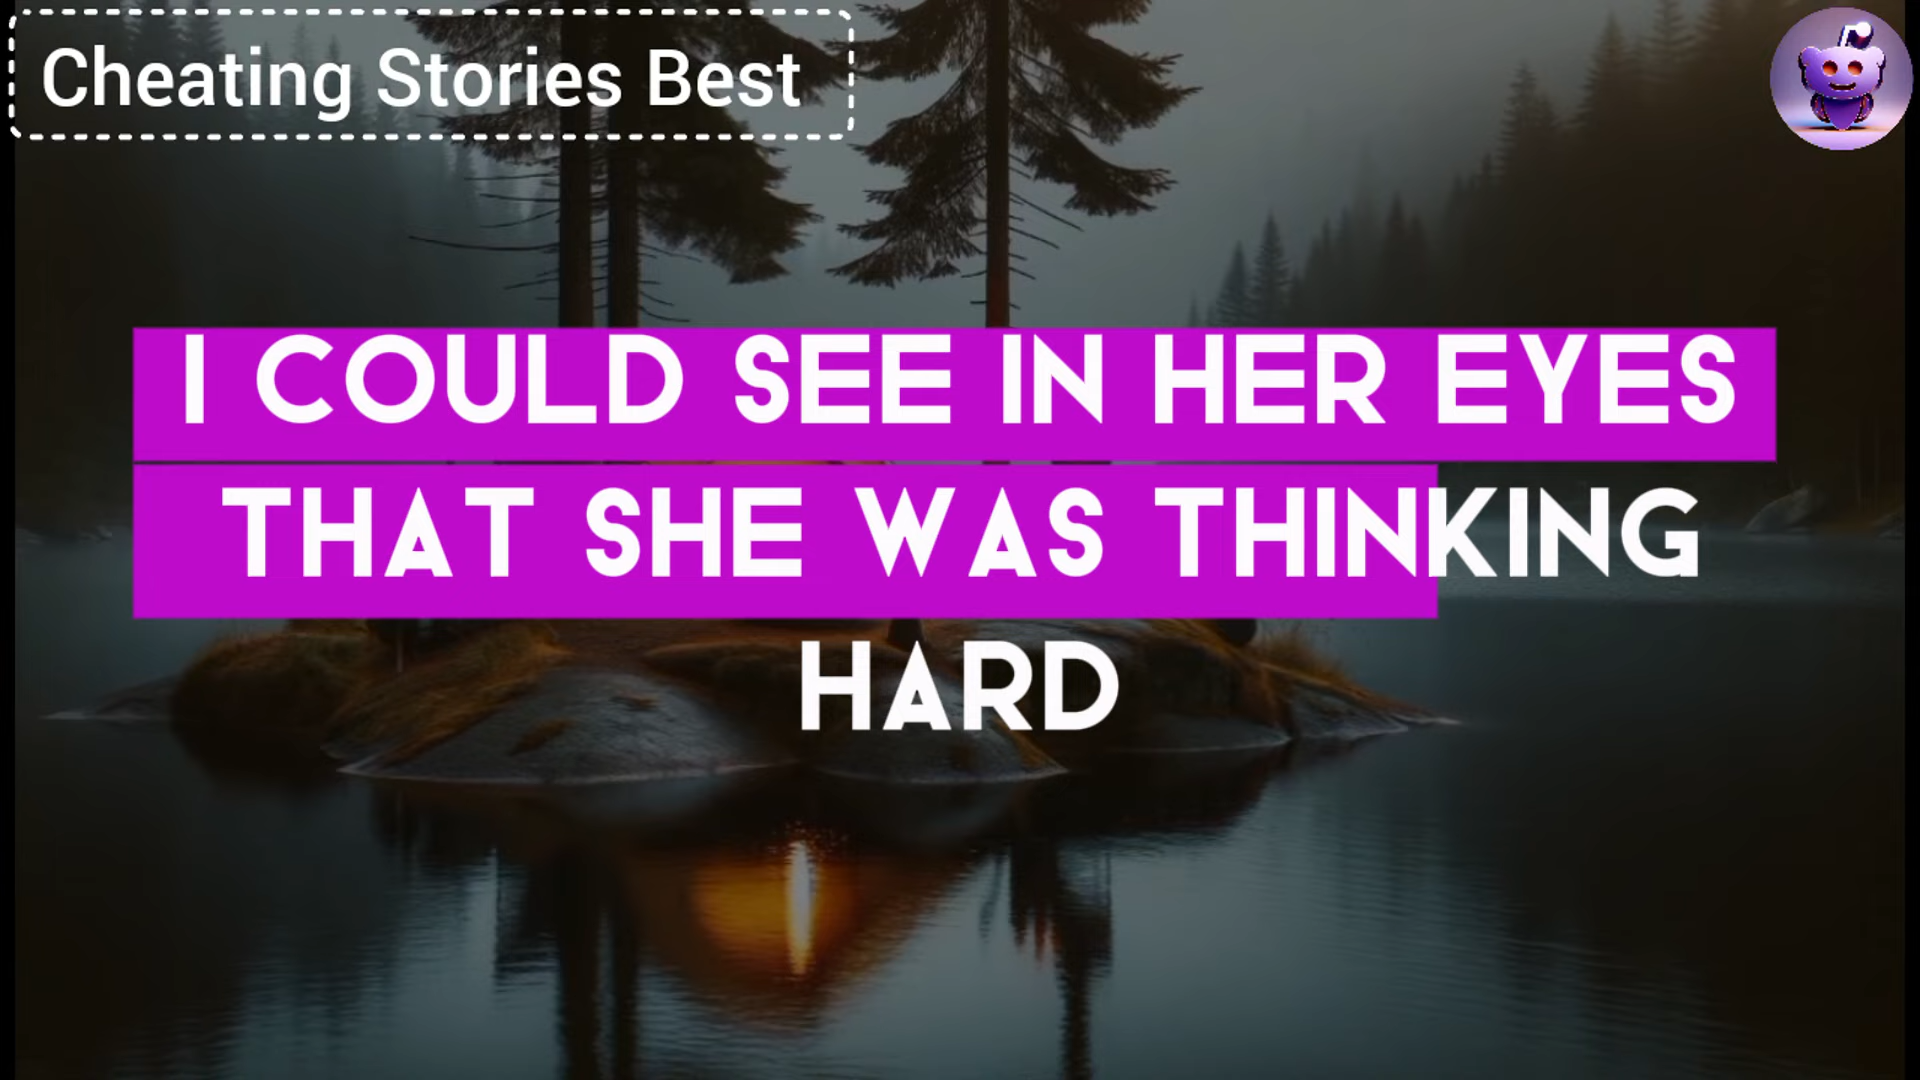 Cheating Stories Best
I COULD SEE IN HER EYES
THAT SHE WAS THINKING
HARD